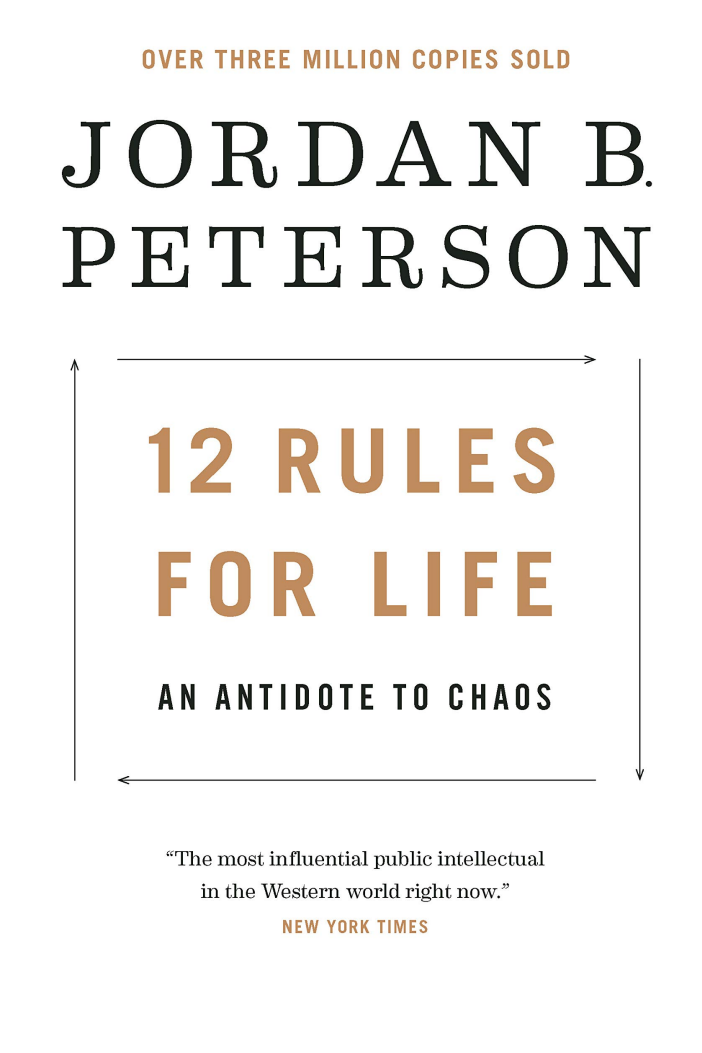 OVER THREE MILLION COPIES SOLD
JORDAN B.
PETERSON
12 RULES
FOR LIFE
AN ANTIDOTE TO CHAOS
“The most influential public intellectual
in the Western world right now.”
NEW YORK TIMES